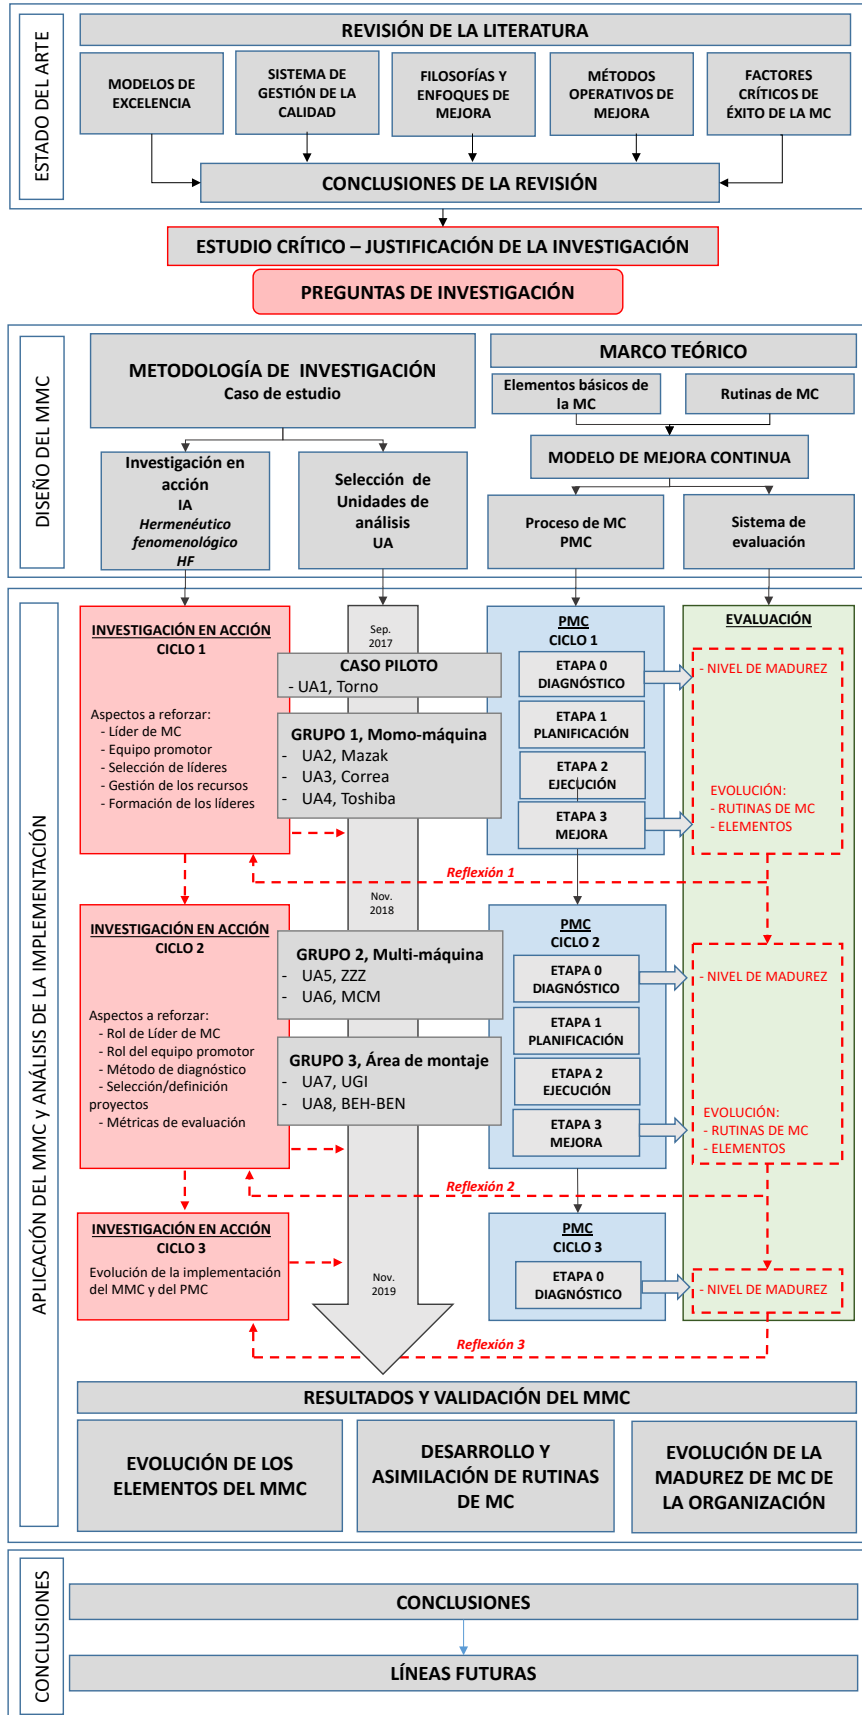 ESTADO DEL ARTE
REVISIÓN DE LA LITERATURA
MODELOS DE
EXCELENCIA
SISTEMA DE
GESTIÓN DE LA
CALIDAD
FILOSOFÍAS Y
ENFOQUES DE
MEJORA
MÉTODOS
OPERATIVOS DE
MEJORA
FACTORES
CRÍTICOS DE
ÉXITO DE LA MC
CONCLUSIONES DE LA REVISIÓN
ESTUDIO CRÍTICO – JUSTIFICACIÓN DE LA INVESTIGACIÓN
PREGUNTAS DE INVESTIGACIÓN
DISEÑO DEL MMC
METODOLOGÍA DE INVESTIGACIÓN
Caso de estudio
Investigación en
acción
IA
Hermenéutico
fenomenológico
HF
Selección de
Unidades de
análisis
UA
MARCO TEÓRICO
Elementos básicos de
la MC
Rutinas de MC
MODELO DE MEJORA CONTINUA
Proceso de MC
PMC
Sistema de
evaluación
APLICACIÓN DEL MMC y ANÁLISIS DE LA IMPLEMENTACIÓN
INVESTIGACIÓN EN ACCIÓN
CICLO 1
Aspectos a reforzar:
- Líder de MC
- Equipo promotor
- Selección de líderes
- Gestión de los recursos
- Formación de los líderes
Sep.
2017
CASO PILOTO
- UA1, Torno
GRUPO 1, Momo-máquina
- UA2, Mazak
- UA3, Correa
- UA4, Toshiba
PMC
CICLO 1
ETAPA 0
DIAGNÓSTICO
ETAPA 1
PLANIFICACIÓN
ETAPA 2
EJECUCIÓN
ETAPA 3
MEJORA
EVALUACIÓN
- NIVEL DE MADUREZ
EVOLUCIÓN:
- RUTINAS DE MC
- ELEMENTOS
Reflexión 1
INVESTIGACIÓN EN ACCIÓN
CICLO 2
Aspectos a reforzar:
- Rol de Líder de MC
- Rol del equipo promotor
- Método de diagnóstico
- Selección/definición
proyectos
- Métricas de evaluación
Nov.
2018
GRUPO 2, Multi-máquina
- UA5, ZZZ
- UA6, MCM
GRUPO 3, Área de montaje
- UA7, UGI
- UA8, BEH-BEN
PMC
CICLO 2
ETAPA 0
DIAGNÓSTICO
ETAPA 1
PLANIFICACIÓN
ETAPA 2
EJECUCIÓN
ETAPA 3
MEJORA
- NIVEL DE MADUREZ
EVOLUCIÓN:
- RUTINAS DE MC
- ELEMENTOS
Reflexión 2
INVESTIGACIÓN EN ACCIÓN
CICLO 3
Evolución de la implementación
del MMC y del PMC
Nov.
2019
PMC
CICLO 3
ETAPA 0
DIAGNÓSTICO
- NIVEL DE MADUREZ
Reflexión 3
RESULTADOS Y VALIDACIÓN DEL MMC
EVOLUCIÓN DE LOS
ELEMENTOS DEL MMC
DESARROLLO Y
ASIMILACIÓN DE RUTINAS
DE MC
EVOLUCIÓN DE LA
MADUREZ DE MC DE
LA ORGANIZACIÓN
CONCLUSIONES
CONCLUSIONES
LÍNEAS FUTURAS